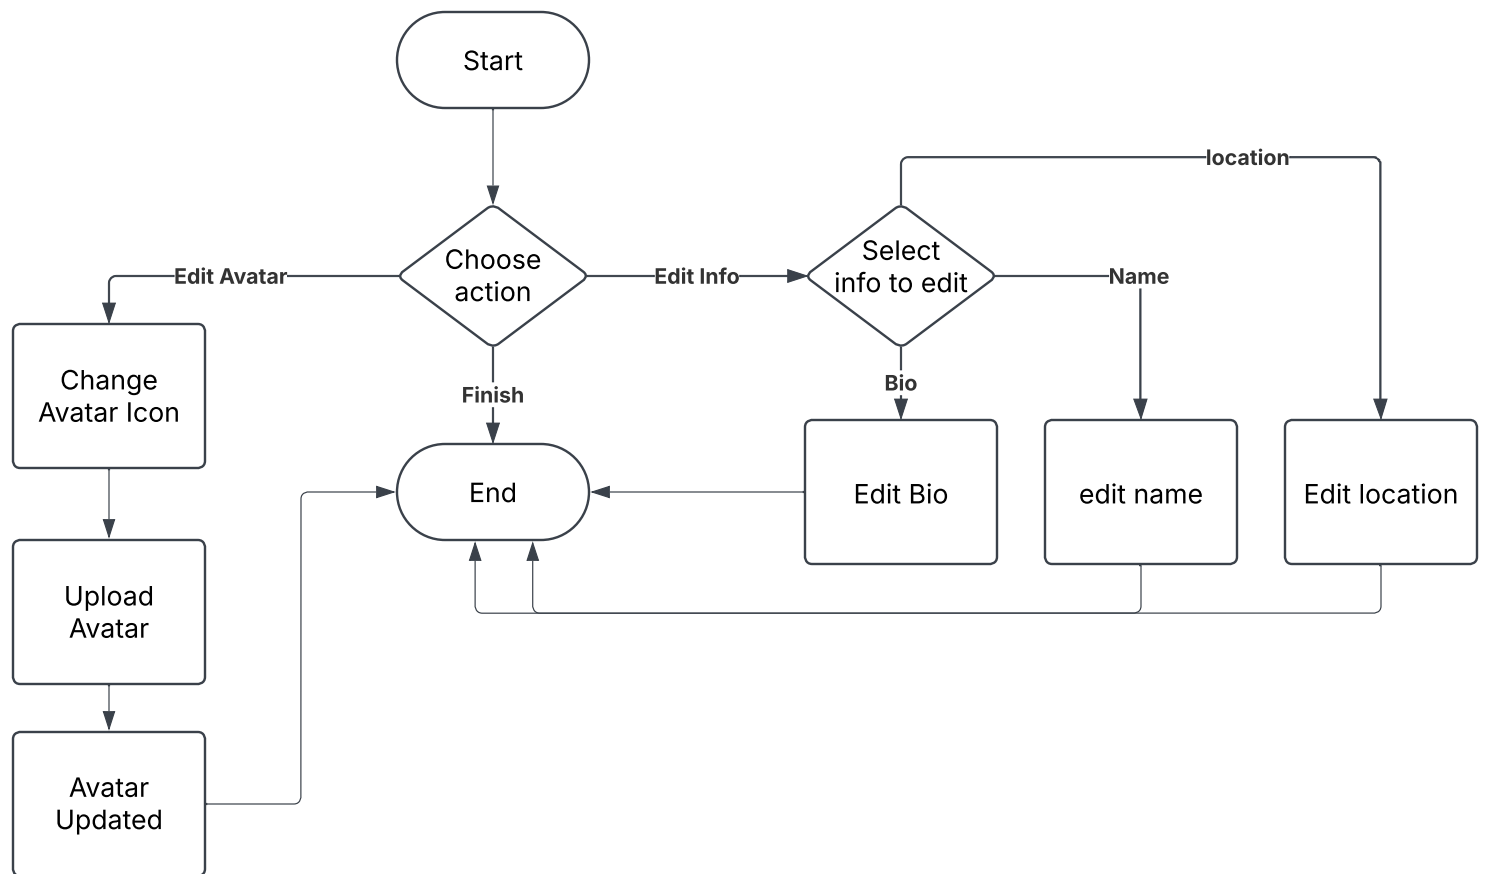 Start
location
Choose
action
Select
info to edit
Edit Avatar
Edit Info
Name
Change
Avatar Icon
Finish
Bio
End
Edit Bio
edit name
Edit location
Upload
Avatar
Avatar
Updated